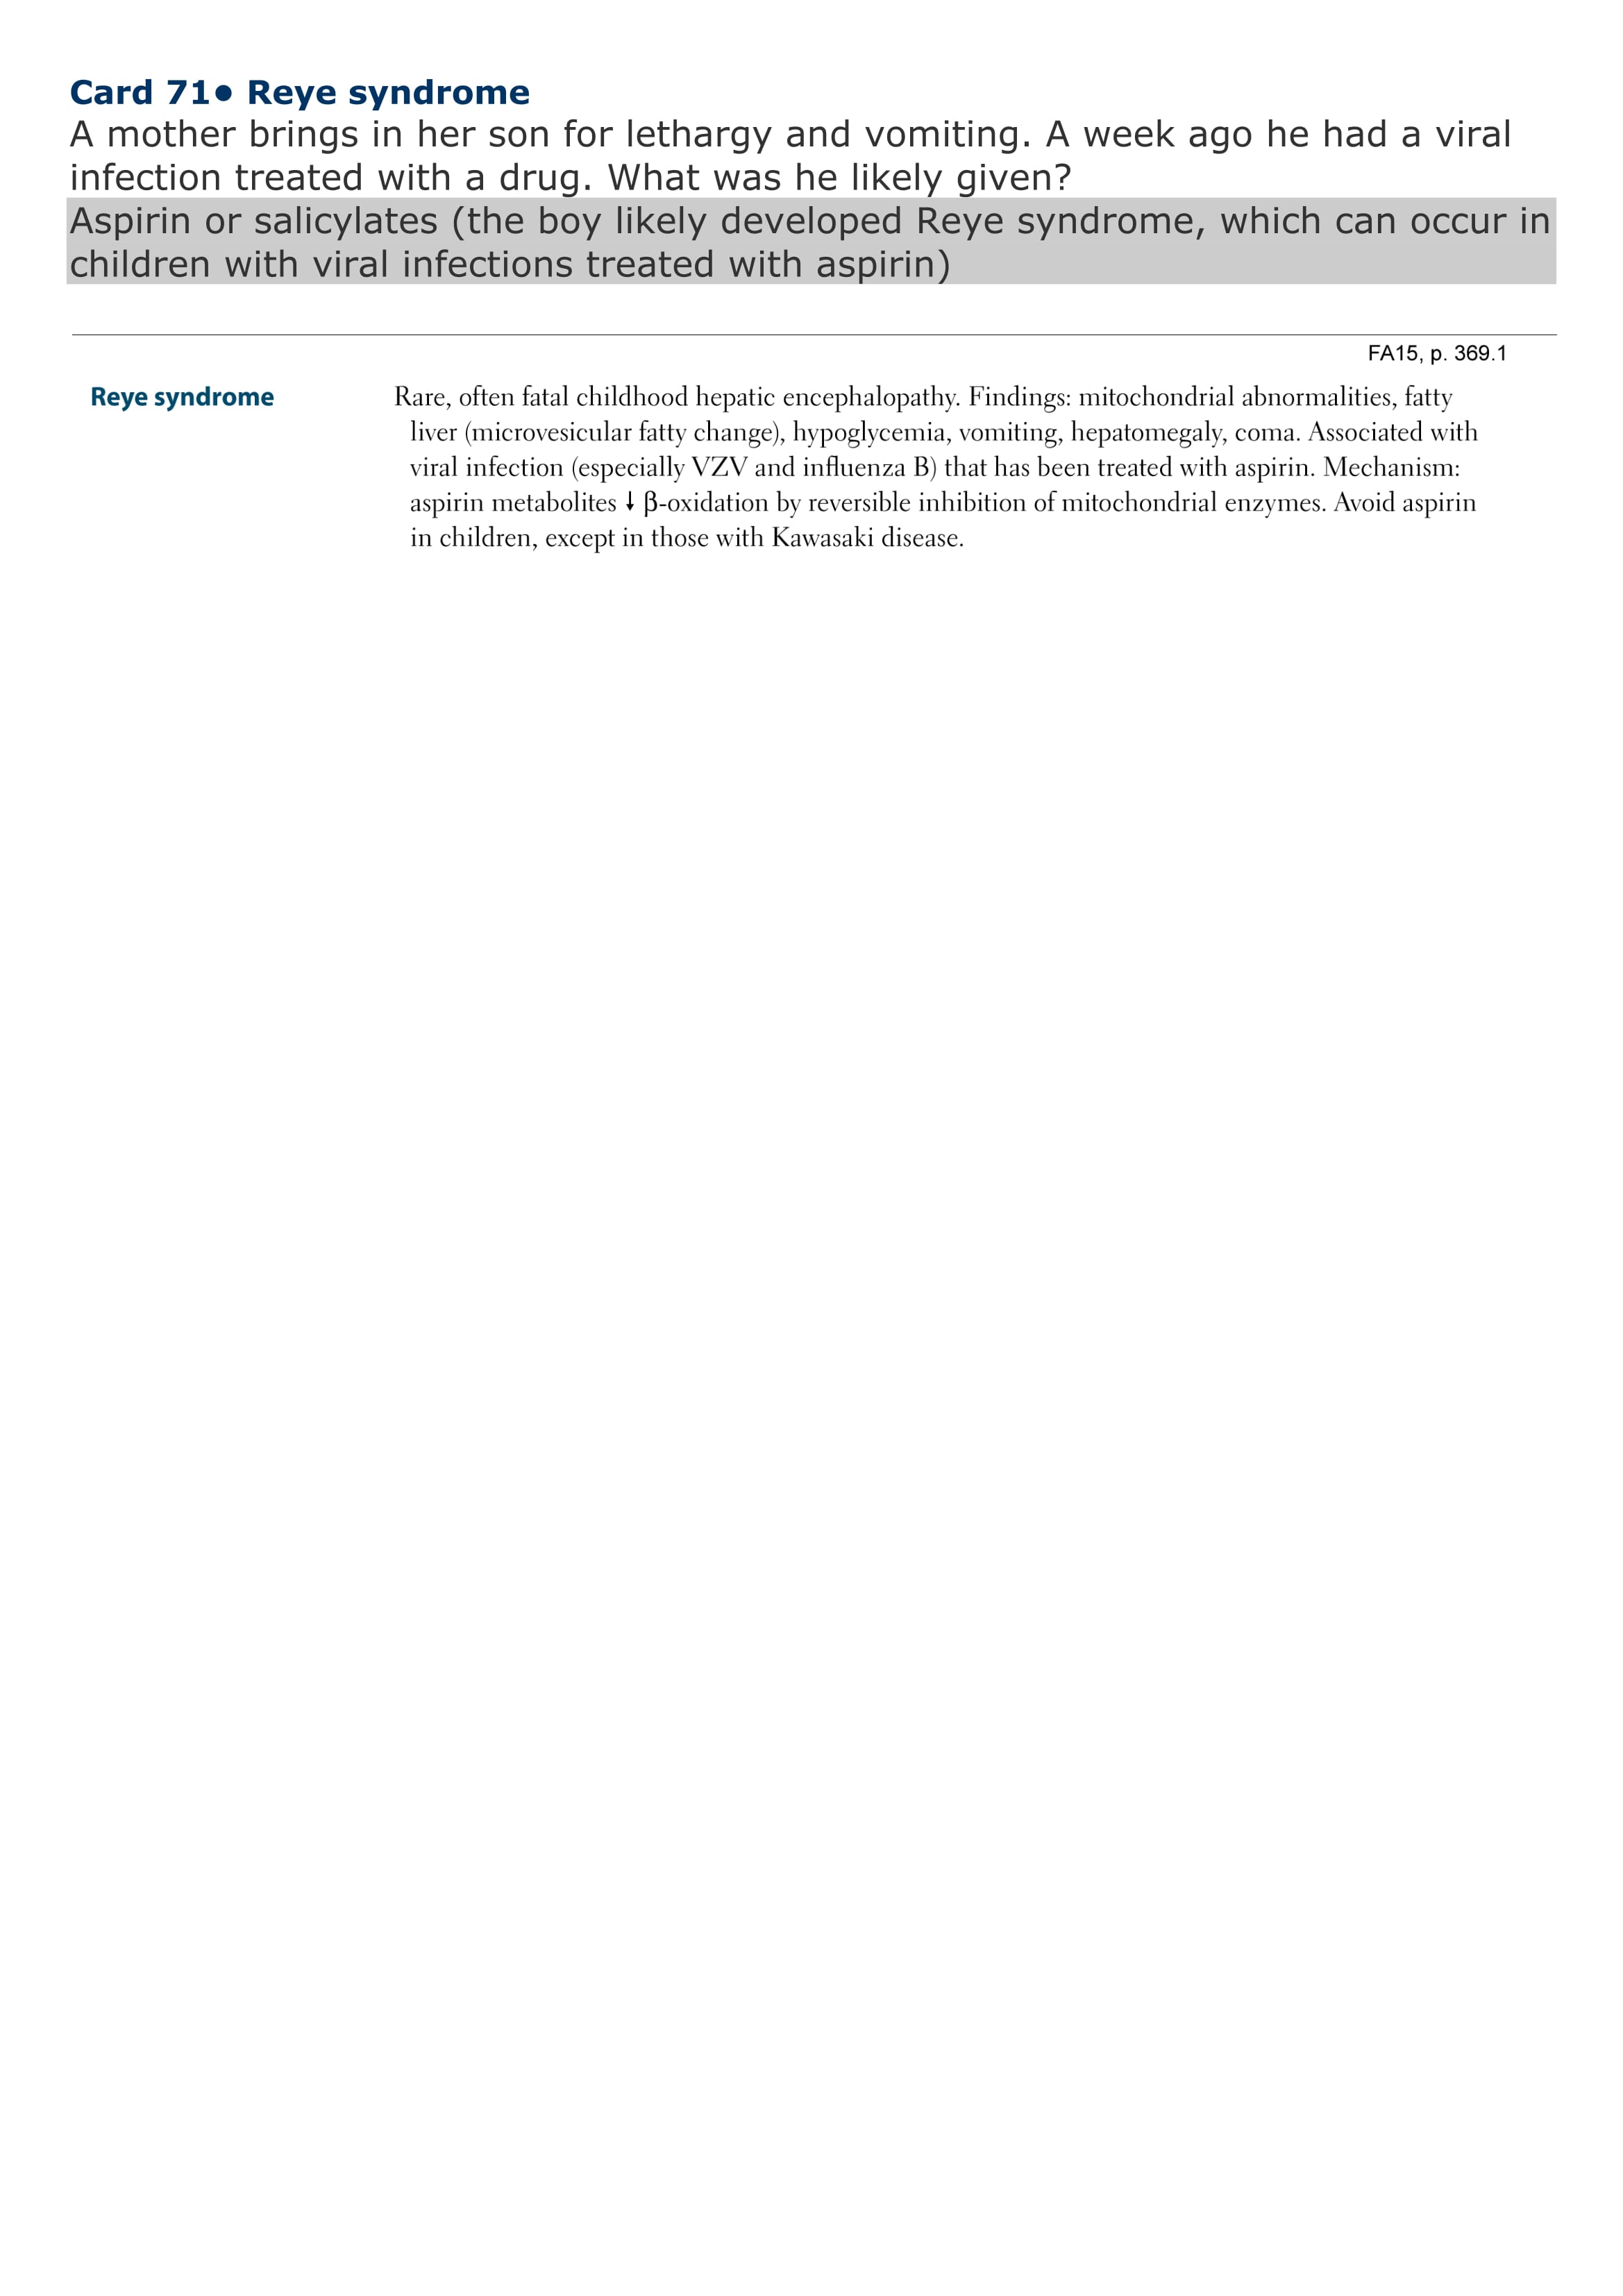 Card 71● Reye syndrome
A mother brings in her son for lethargy and vomiting. A week ago he had a viral
infection treated with a drug. What was he likely given?
Aspirin or salicylates (the boy likely developed Reye syndrome, which can occur in
children with viral infections treated with aspirin)
FA15, p. 369.1
Reye syndrome
Rare, often fatal childhood hepatic encephalopathy. Findings: mitochondrial abnormalities, fatty
liver (microvesicular fatty change), hypoglycemia, vomiting, hepatomegaly, coma. Associated with
viral infection (especially VZV and influenza B) that has been treated with aspirin. Mechanism:
aspirin metabolites ↓ β-oxidation by reversible inhibition of mitochondrial enzymes. Avoid aspirin
in children, except in those with Kawasaki disease.